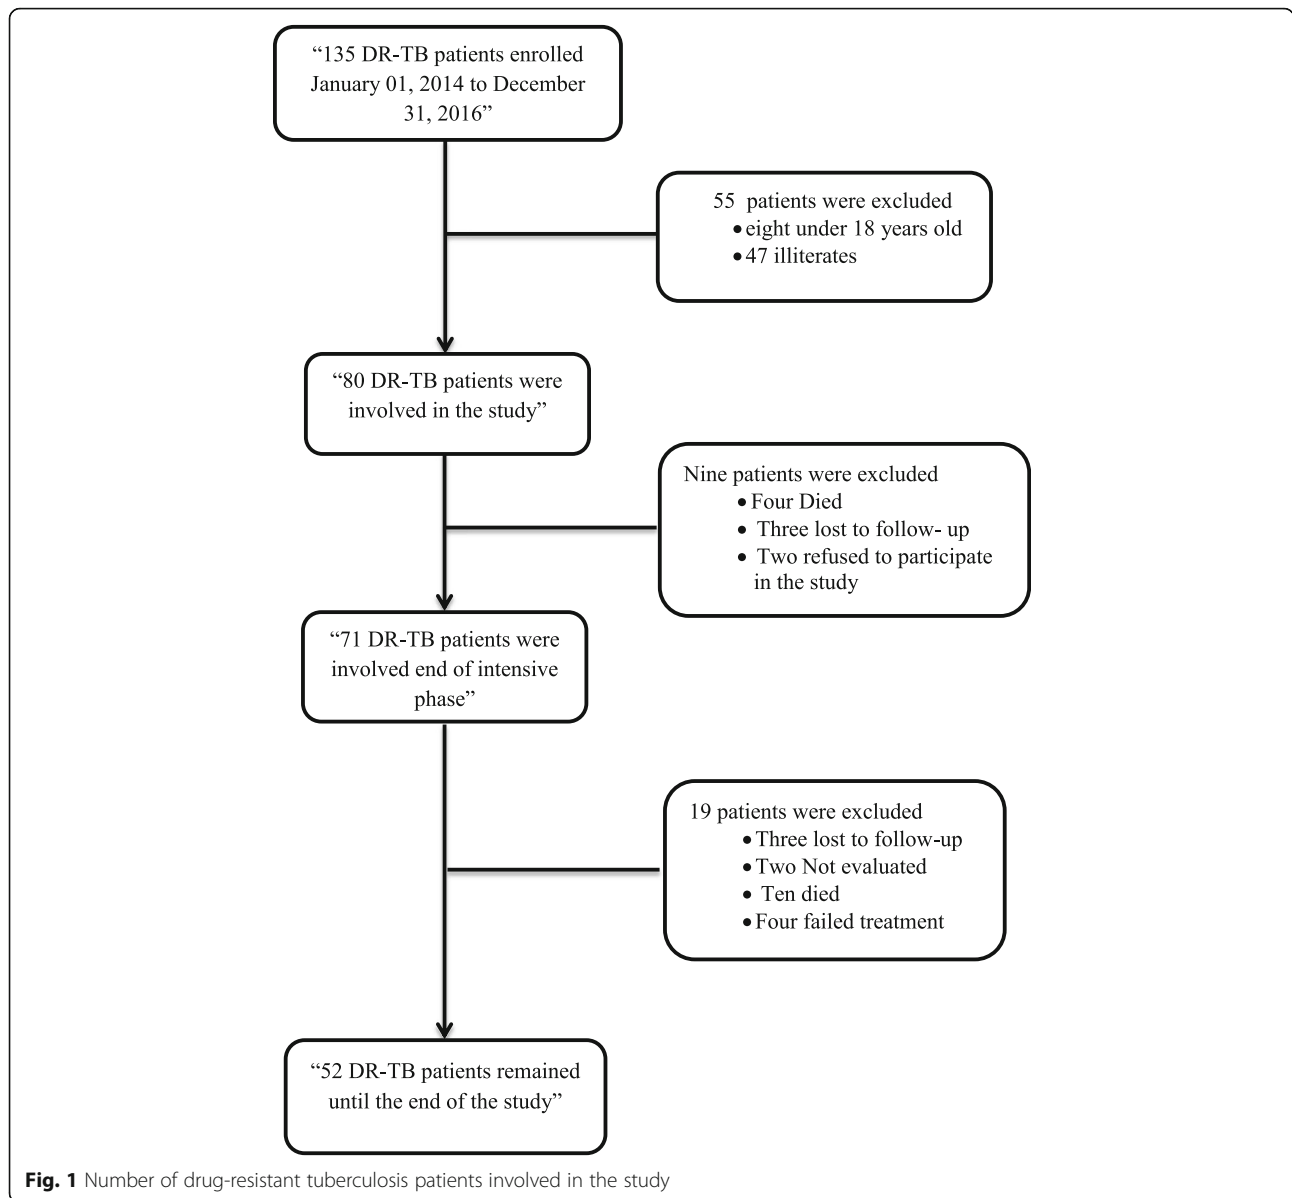 “135 DR-TB patients enrolled
January 01, 2014 to December
31, 2016”
55 patients were excluded
• eight under 18 years old
• 47 illiterates
“80 DR-TB patients were
involved in the study”
Nine patients were excluded
• Four Died
• Three lost to follow- up
• Two refused to participate
in the study
“71 DR-TB patients were
involved end of intensive
phase”
19 patients were excluded
• Three lost to follow-up
• Two Not evaluated
• Ten died
• Four failed treatment
“52 DR-TB patients remained
until the end of the study”
Fig. 1 Number of drug-resistant tuberculosis patients involved in the study